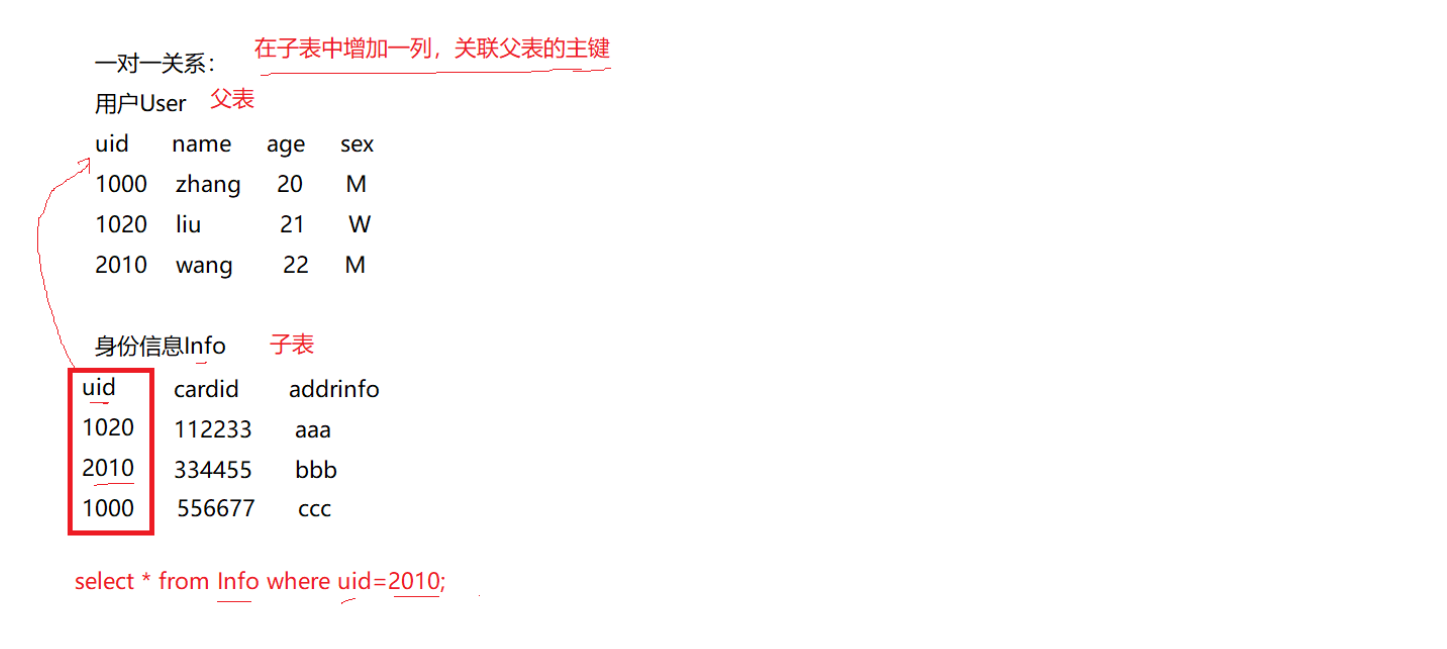 一对一关系： 在子表中增加一列，关联父表的主键
用户User 父表
uid name age sex
1000 zhang 20 M
1020 liu 21 W
2010 wang 22 M
身份信息Info 子表
uid cardid addrinfo
1020 112233 aaa
2010 334455 bbb
1000 556677 ccc
select * from Info where uid=2010;